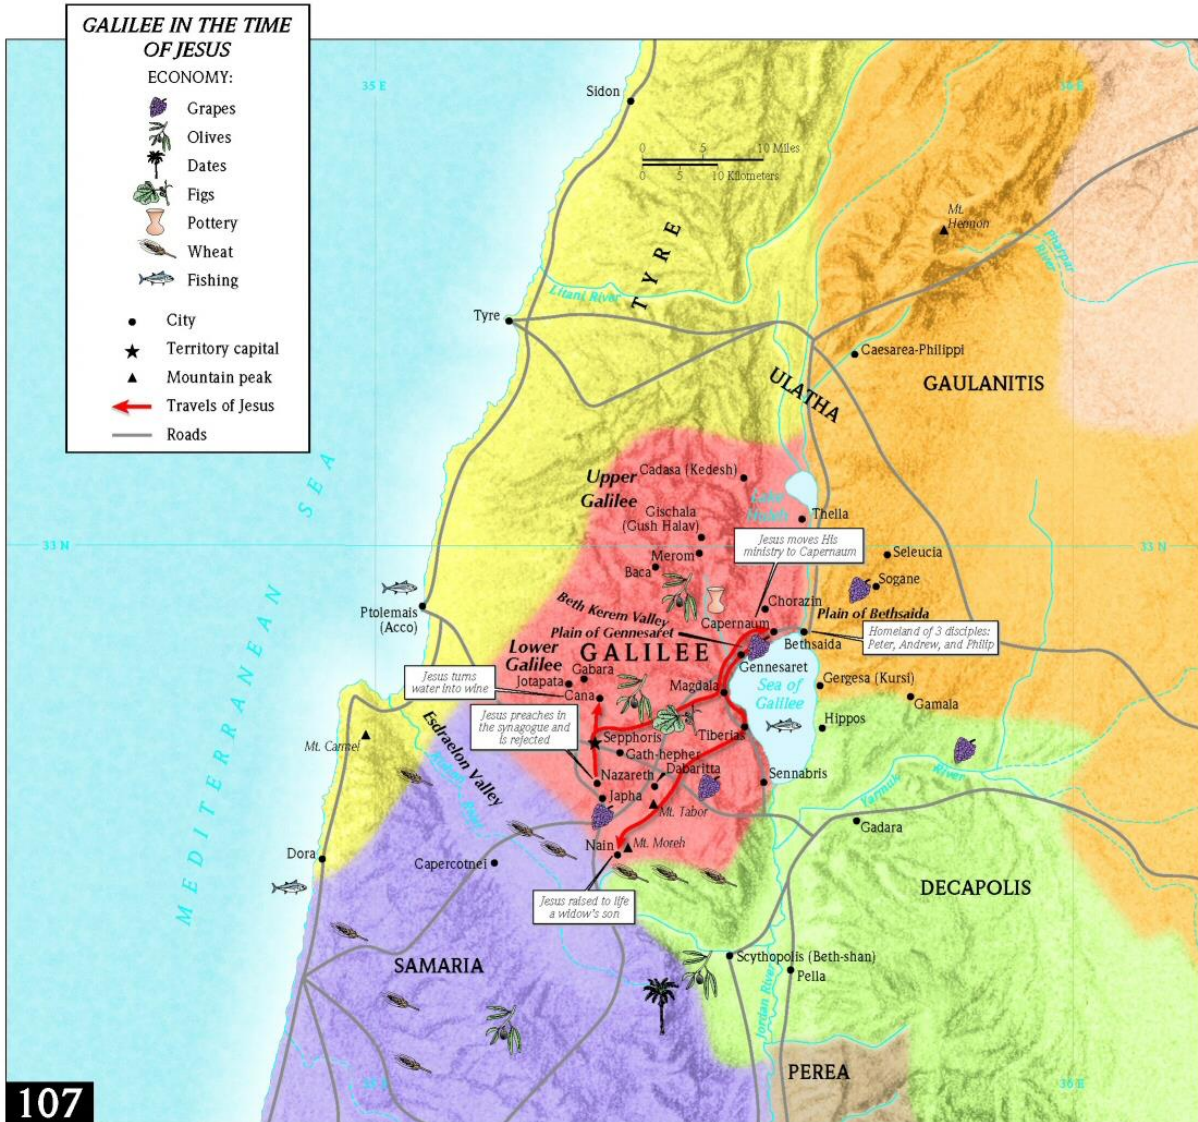 GALILEE IN THE TIME
OF JESUS
ECONOMY:
Grapes
Olives
Dates
Figs
Pottery
Wheat
Fishing
City
Territory capital
Mountain peak
Travels of Jesus
Roads
35 E
36 E
Sidon
0 5 10 Miles
0 5 10 Kilometers
Mt.
Hermon
Pharpar
River
TYRE
Litani River
Tyre
Caesarea-Philippi
ULATHA
GAULANITIS
MEDITERRANEAN SEA
Upper
Galilee
Cadasa (Kedesh)
Lake
Huleh
Thella
Gischala
(Gush Halav)
33 N
33 N
Jesus moves His
ministry to Capernaum
Merom
Baca
Seleucia
Sogane
Ptolemais
(Acco)
Beth Kerem Valley
Chorazin
Plain of Bethsaida
Capernaum
Plain of Gennesaret
Bethsaida
Homeland of 3 disciples:
Peter, Andrew, and Philip
Lower
Galilee
GALILEE
Gennesaret
Jesus turns
water into wine
Gabara
Jotapata
Cana
Magdala
Sea of
Galilee
Gergesa (Kursi)
Gamala
Jesus preaches in
the synagogue and
is rejected
Hippos
Sepphoris
Tiberias
Mt. Carmel
Esdraelon Valley
Gath-hepher
Dabaritta
Nazareth
Sennabris
Japha
Mt. Tabor
Yarmuk River
Gadara
Nain
Mt. Moreh
Dora
Capercotnei
Jesus raised to life
a widow's son
DECAPOLIS
SAMARIA
Scythopolis (Beth-shan)
Pella
Jordan River
PEREA
35 E
36 E
107